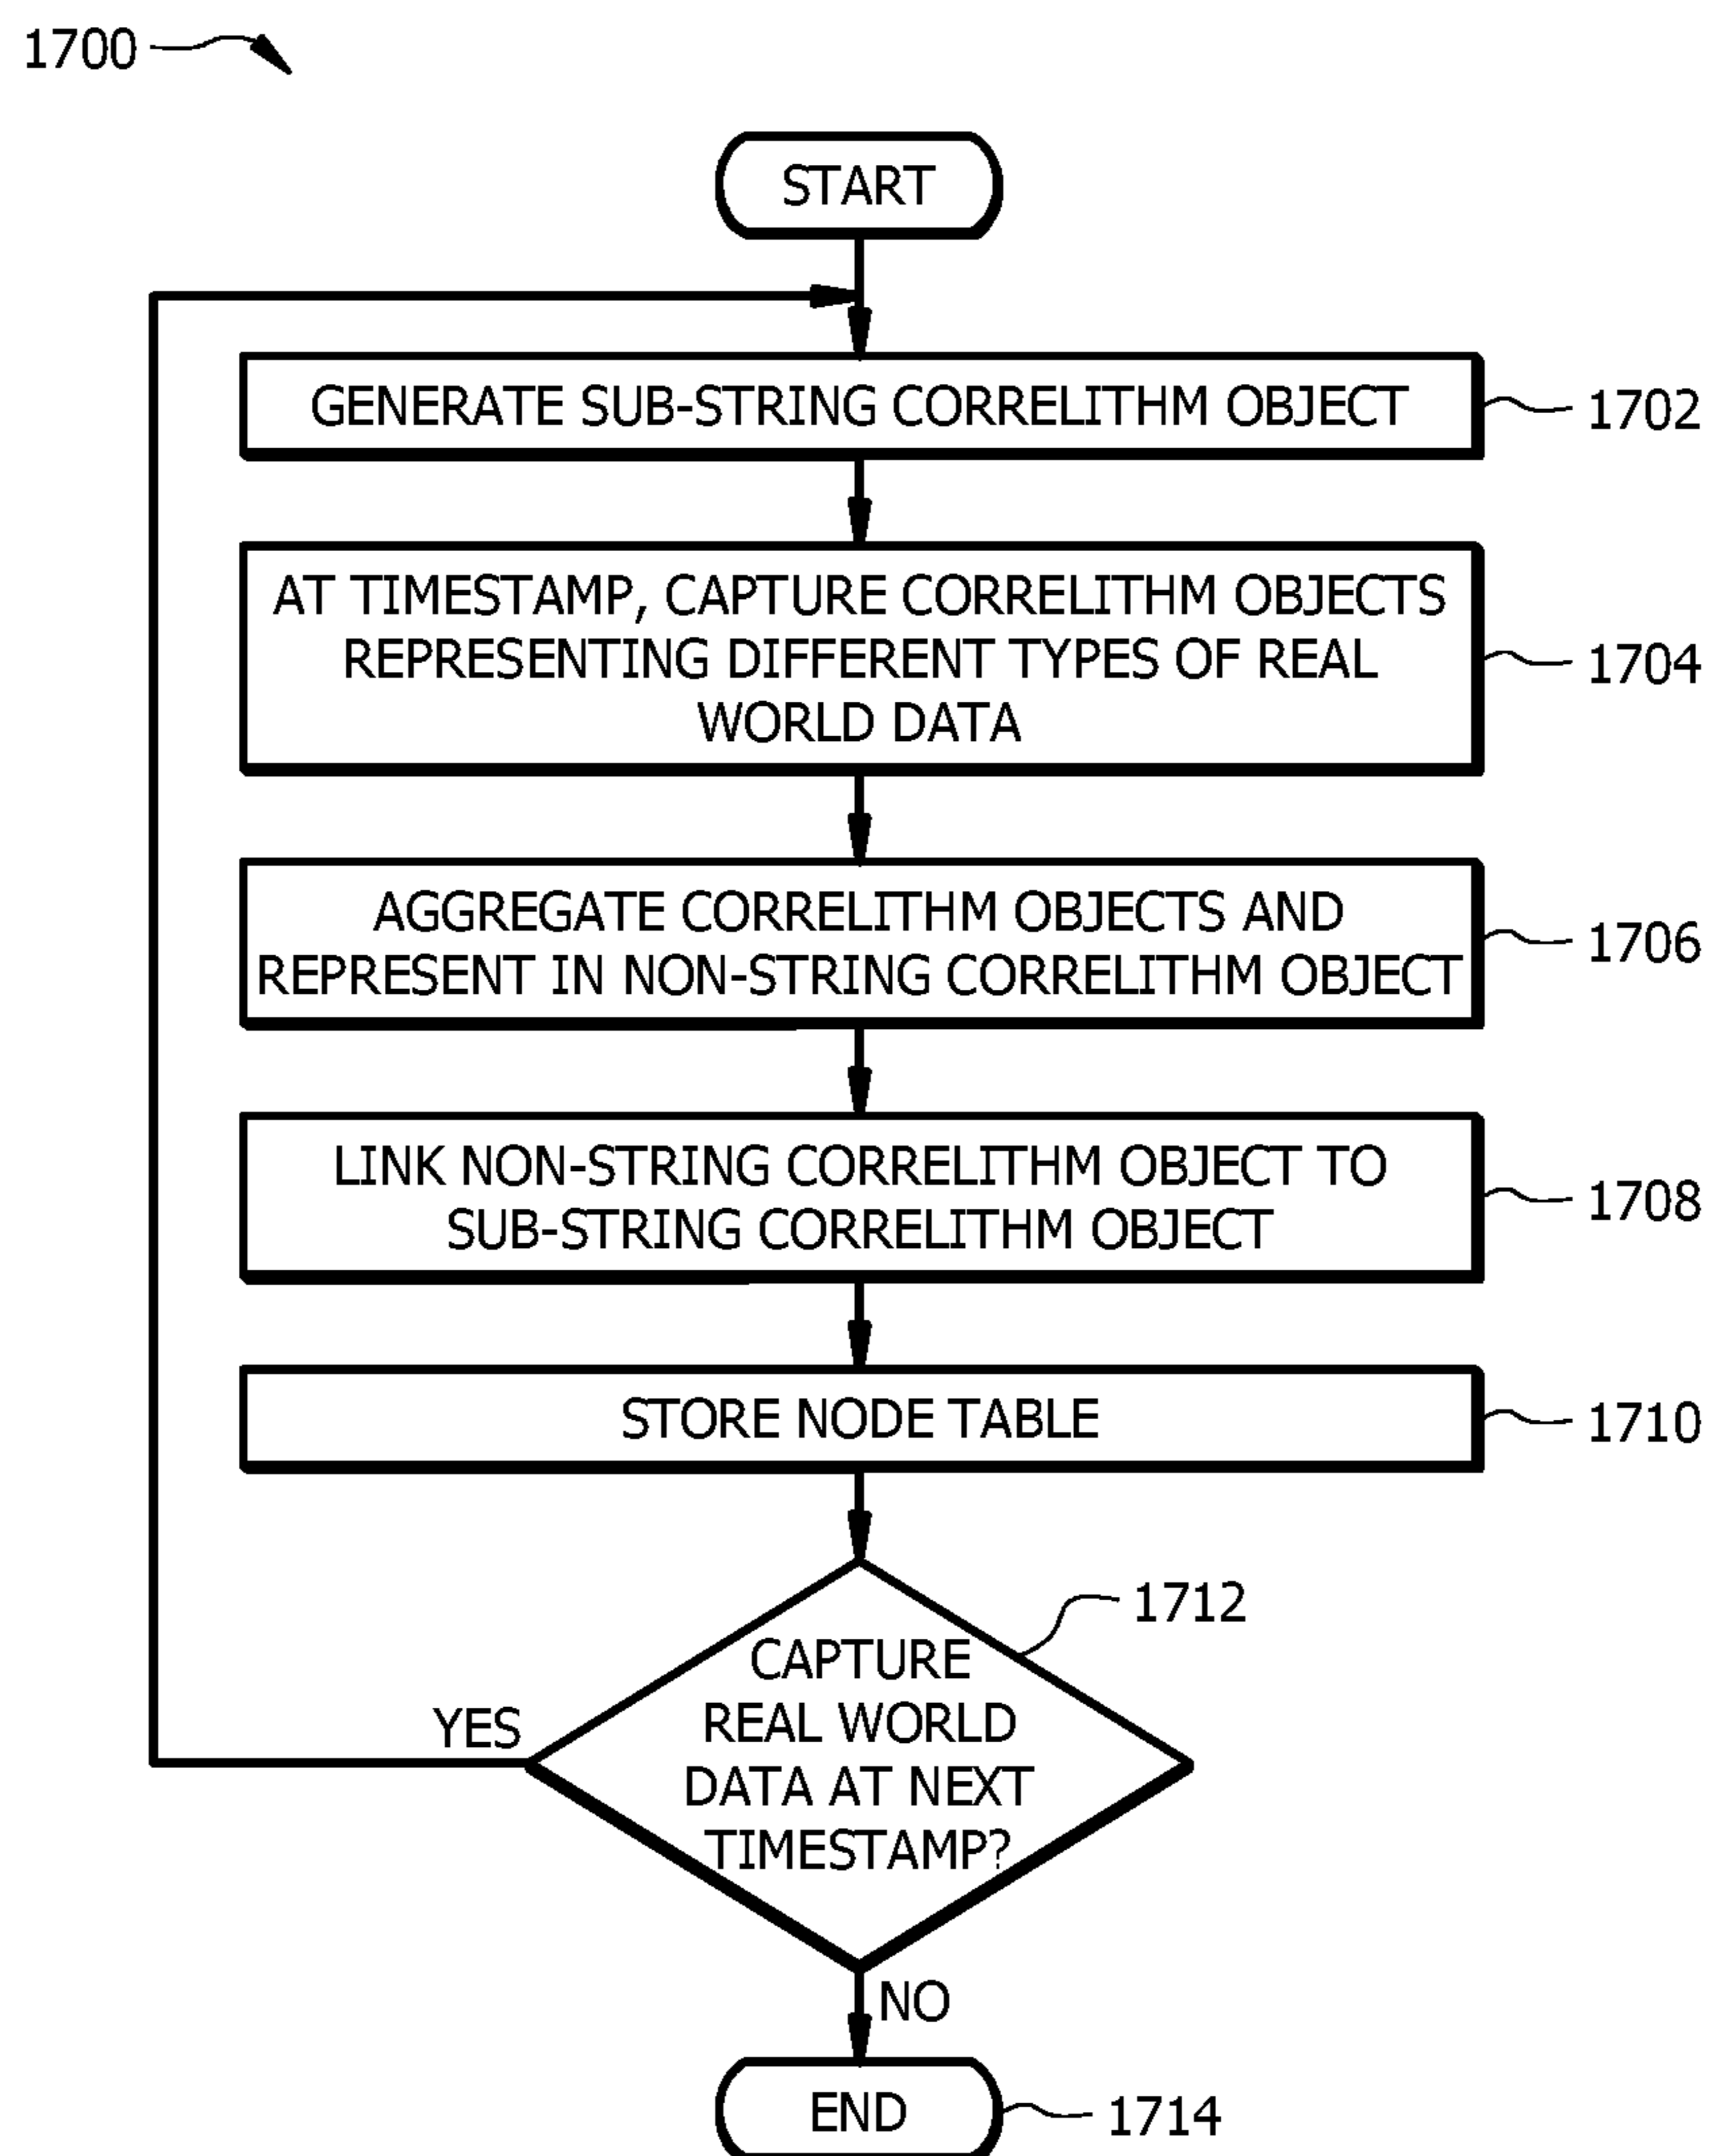 1700
START
GENERATE SUB-STRING CORRELITHM OBJECT
1702
AT TIMESTAMP, CAPTURE CORRELITHM OBJECTS
REPRESENTING DIFFERENT TYPES OF REAL
WORLD DATA
1704
AGGREGATE CORRELITHM OBJECTS AND
REPRESENT IN NON-STRING CORRELITHM OBJECT
1706
LINK NON-STRING CORRELITHM OBJECT TO
SUB-STRING CORRELITHM OBJECT
1708
STORE NODE TABLE
1710
1712
CAPTURE
REAL WORLD
DATA AT NEXT
TIMESTAMP?
YES
NO
END
1714